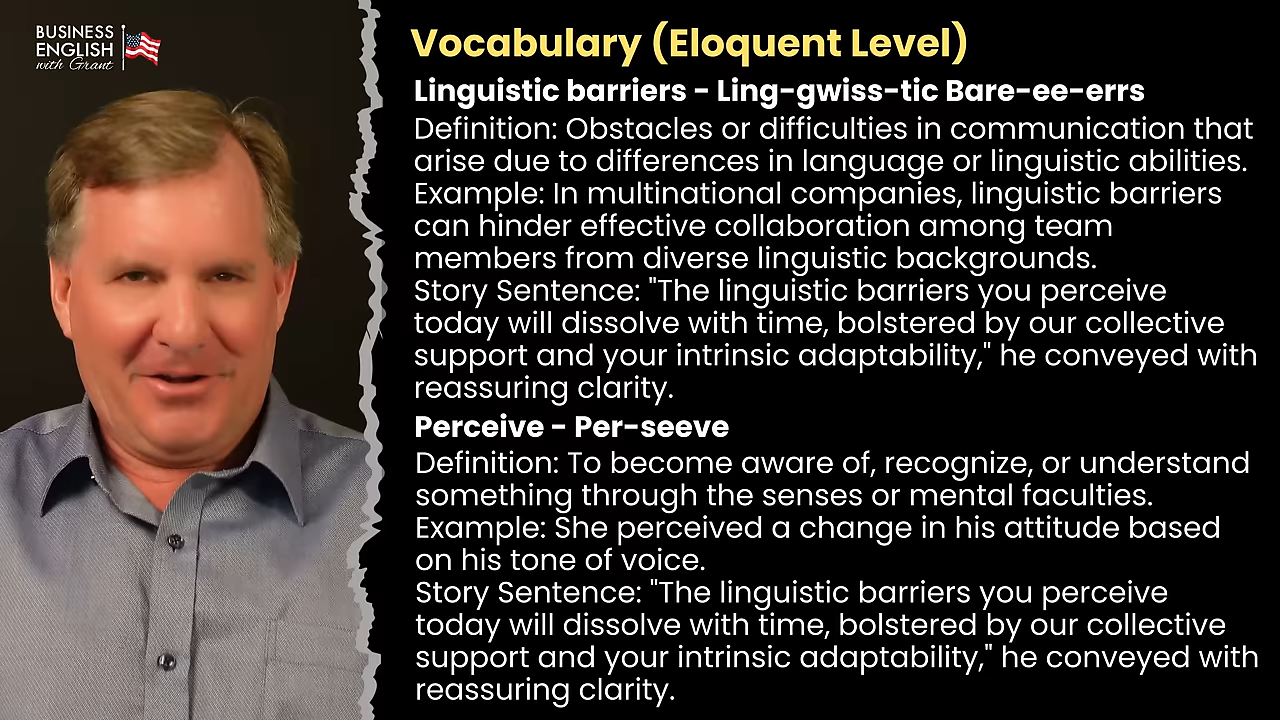 BUSINESS
ENGLISH
with Grant
Vocabulary (Eloquent Level)
Linguistic barriers - Ling-gwiss-tic Bare-ee-errs
Definition: Obstacles or difficulties in communication that
arise due to differences in language or linguistic abilities.
Example: In multinational companies, linguistic barriers
can hinder effective collaboration among team
members from diverse linguistic backgrounds.
Story Sentence: "The linguistic barriers you perceive
today will dissolve with time, bolstered by our collective
support and your intrinsic adaptability," he conveyed with
reassuring clarity.
Perceive - Per-seeve
Definition: To become aware of, recognize, or understand
something through the senses or mental faculties.
Example: She perceived a change in his attitude based
on his tone of voice.
Story Sentence: "The linguistic barriers you perceive
today will dissolve with time, bolstered by our collective
support and your intrinsic adaptability," he conveyed with
reassuring clarity.